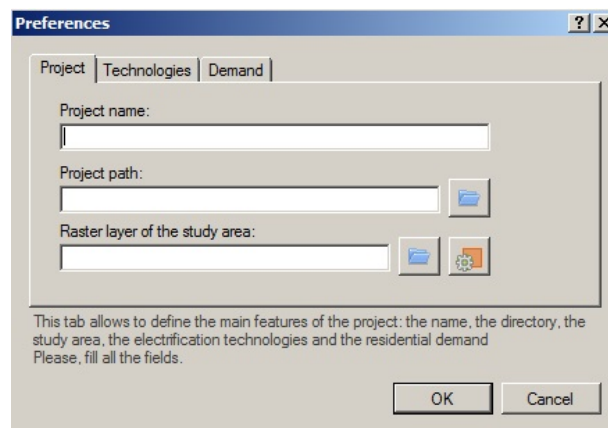 Preferences
Project Technologies Demand
Project name:
Project path:
Raster layer of the study area:
This tab allows to define the main features of the project: the name, the directory, the
study area, the electrification technologies and the residential demand
Please, fill all the fields.
OK Cancel